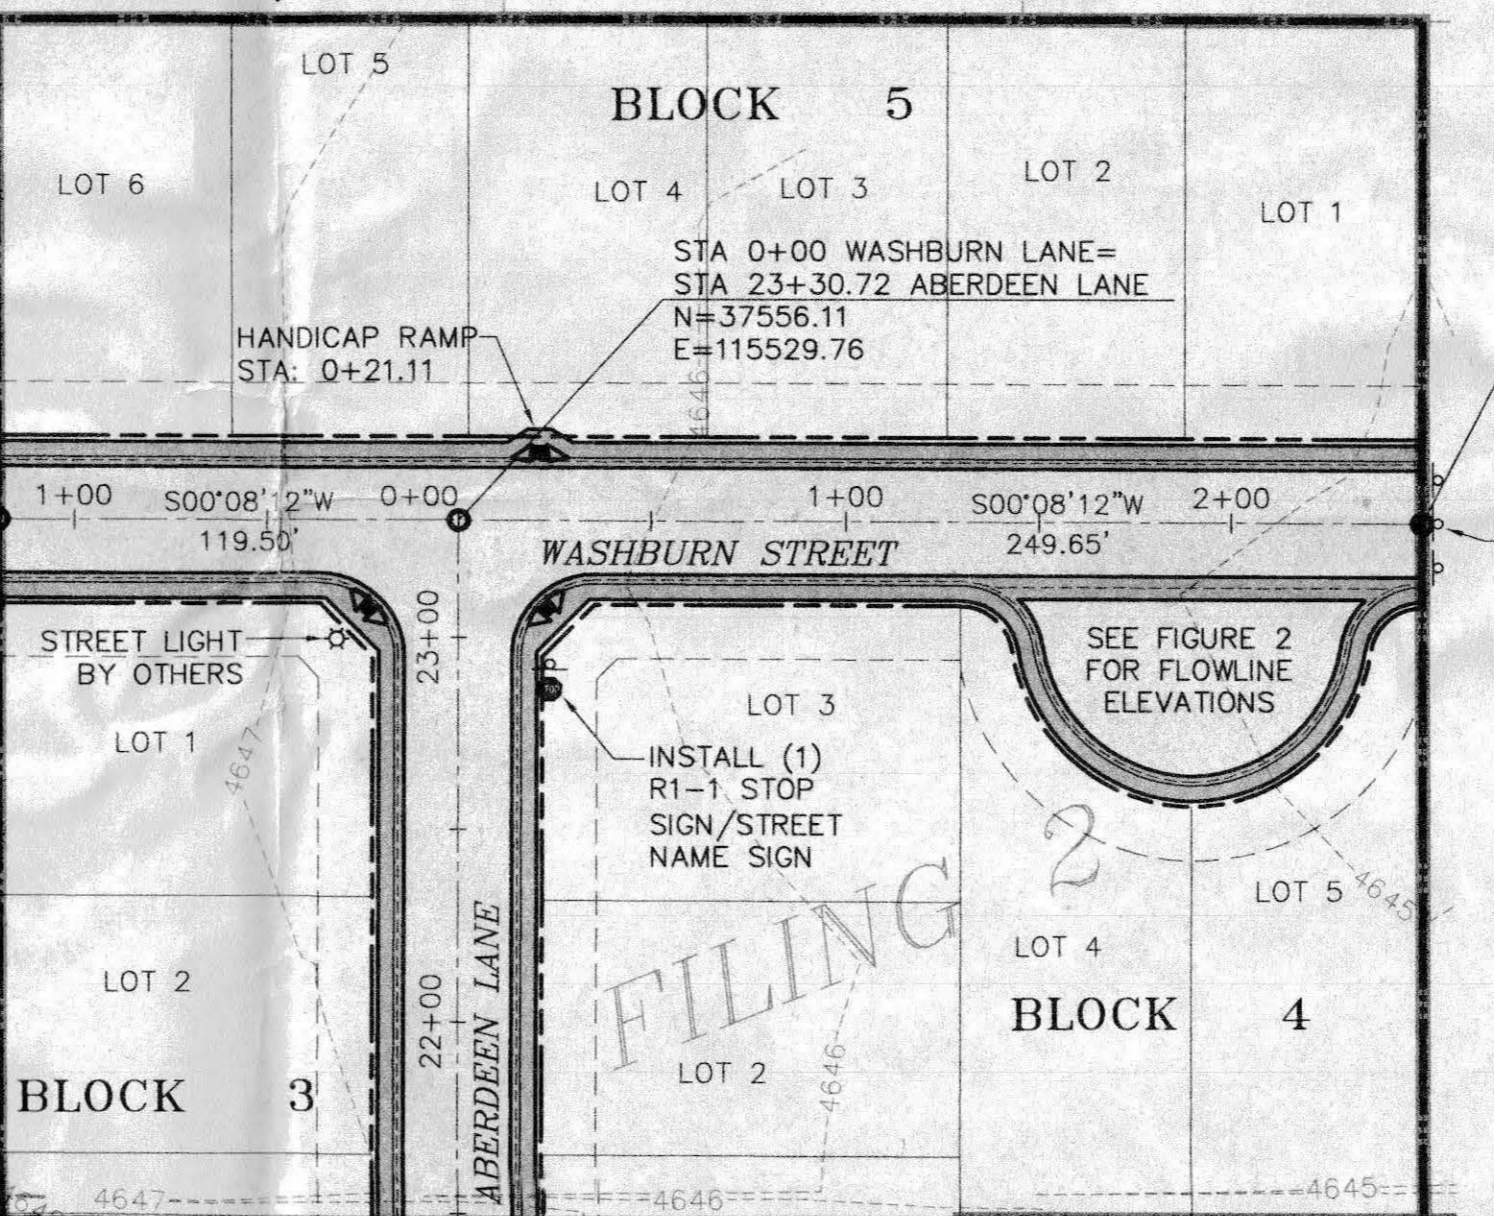 LOT 5
BLOCK 5
LOT 6
LOT 4
LOT 3
LOT 2
LOT 1
STA 0+00 WASHBURN LANE=
STA 23+30.72 ABERDEEN LANE
N=37556.11
E=115529.76
HANDICAP RAMP
STA: 0+21.11
4646
1+00
S00°08'12"W
119.50'
0+00
1+00
S00°08'12"W
249.65'
2+00
WASHBURN STREET
STREET LIGHT
BY OTHERS
23+00
SEE FIGURE 2
FOR FLOWLINE
ELEVATIONS
LOT 1
4647
LOT 3
INSTALL (1)
R1-1 STOP
SIGN/STREET
NAME SIGN
FILING 2
LOT 5
4645
LOT 4
LOT 2
22+00
ABERDEEN LANE
BLOCK 4
LOT 2
4646
BLOCK 3
4647
4646
4645